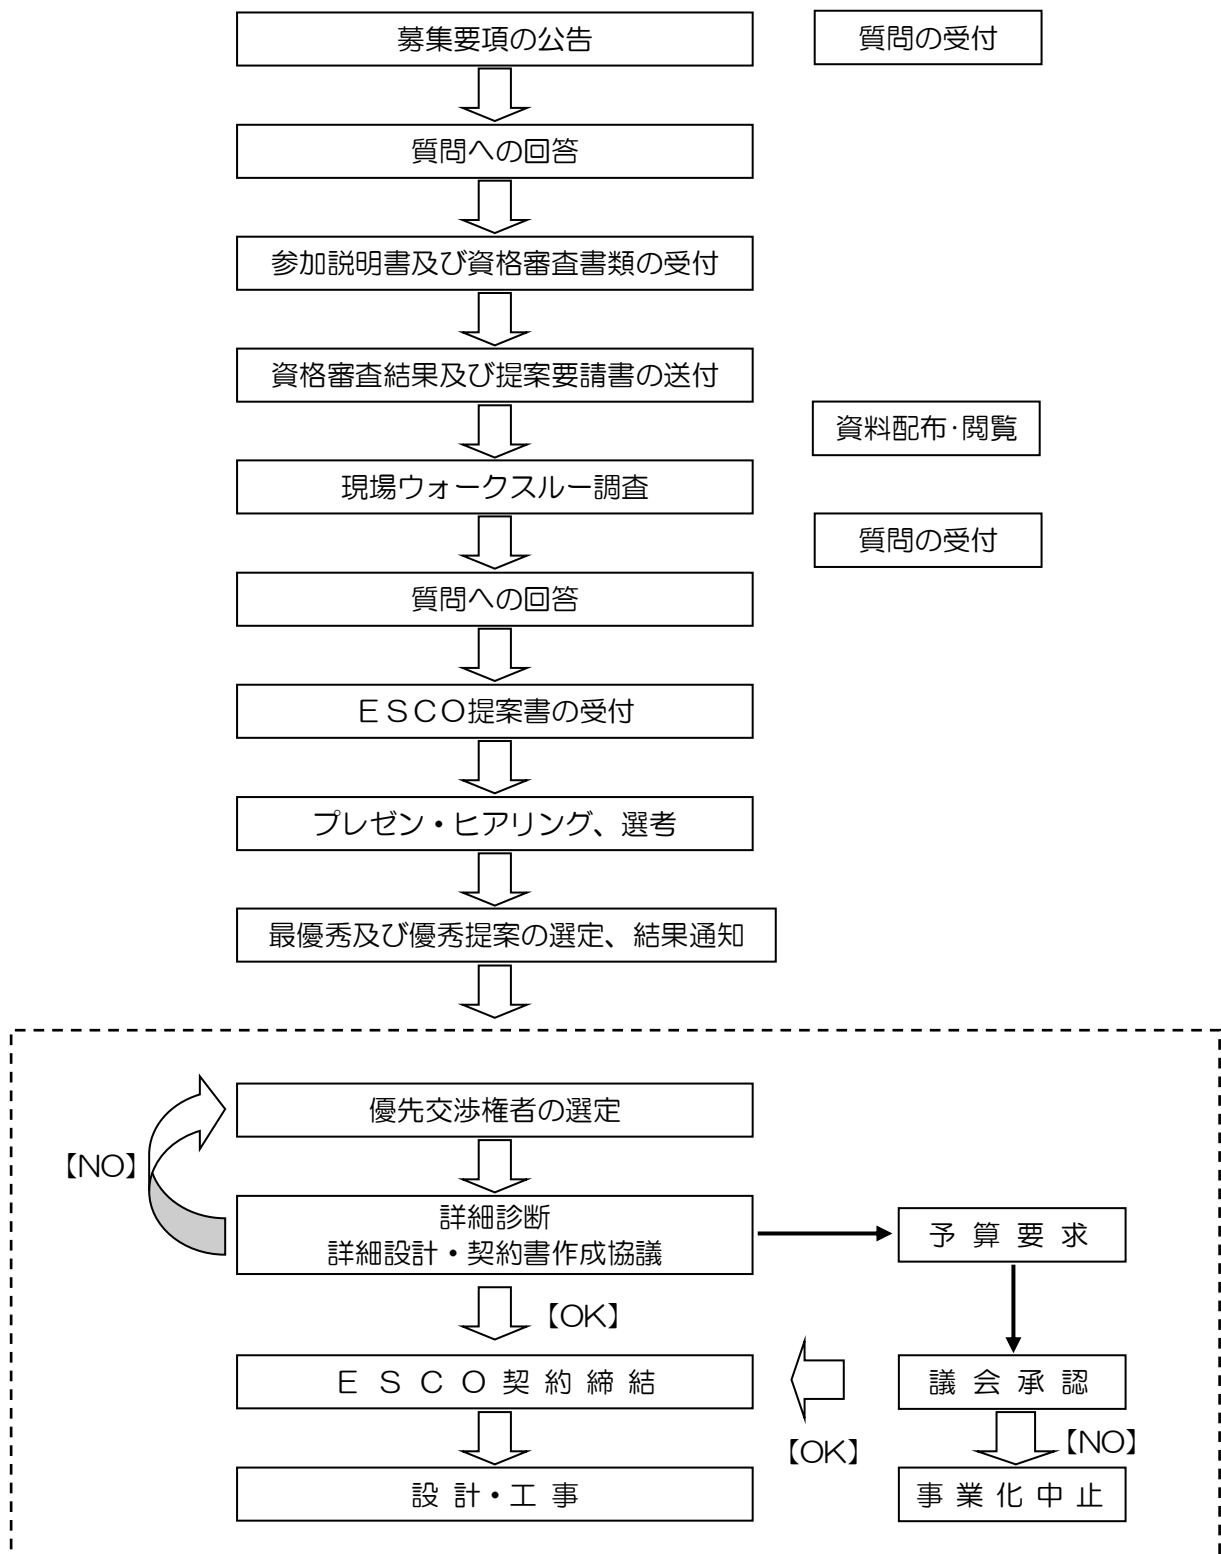 募集要項の公告
質問の受付
質問への回答
参加説明書及び資格審査書類の受付
資格審査結果及び提案要請書の送付
資料配布・閲覧
現場ウォークスルー調査
質問の受付
質問への回答
ＥＳＣＯ提案書の受付
プレゼン・ヒアリング、選考
最優秀及び優秀提案の選定、結果通知
優先交渉権者の選定
【NO】
詳細診断
詳細設計・契約書作成協議
予 算 要 求
【OK】
Ｅ Ｓ Ｃ Ｏ 契 約 締 結
議 会 承 認
【OK】
【NO】
設 計・工 事
事 業 化 中 止